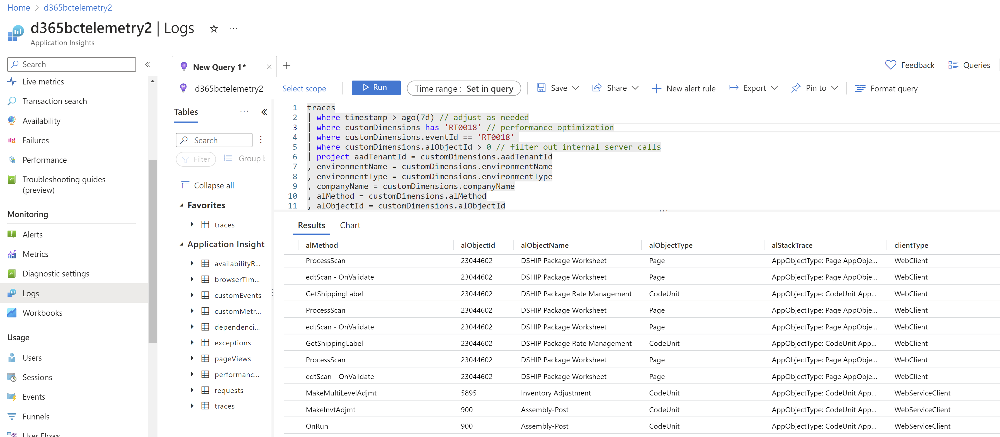 Home > d365bctelemetry2
d365bctelemetry2 | Logs
Application Insights
Search
Live metrics
Transaction search
Availability
Failures
Performance
Troubleshooting guides
(preview)
Monitoring
Alerts
Metrics
Diagnostic settings
Logs
Workbooks
Usage
Users
Sessions
Events
Funnels
User Flows
New Query 1*
Feedback
Queries
d365bctelemetry2 Select scope Run Time range : Set in query Save Share New alert rule Export Pin to Format query
Tables
Search
Filter Group b
Collapse all
Favorites
traces
Application Insights
availabilityR...
browserTim...
customEvents
customMetr...
dependenci...
exceptions
pageViews
performanc...
requests
traces
1 traces
2 | where timestamp > ago(7d) // adjust as needed
3 | where customDimensions has 'RT0018' // performance optimization
4 | where customDimensions.eventId == 'RT0018'
5 | where customDimensions.alObjectId > 0 // filter out internal server calls
6 | project aadTenantId = customDimensions.aadTenantId
7 , environmentName = customDimensions.environmentName
8 , environmentType = customDimensions.environmentType
9 , companyName = customDimensions.companyName
10 , alMethod = customDimensions.alMethod
11 , alObjectId = customDimensions.alObjectId
Results Chart
alMethod alObjectId alObjectName alObjectType alStackTrace clientType
ProcessScan 23044602 DSHIP Package Worksheet Page AppObjectType: Page AppObje... WebClient
edtScan - OnValidate 23044602 DSHIP Package Worksheet Page AppObjectType: Page AppObje... WebClient
GetShippingLabel 23044602 DSHIP Package Rate Management CodeUnit AppObjectType: CodeUnit App... WebClient
ProcessScan 23044602 DSHIP Package Worksheet Page AppObjectType: Page AppObje... WebClient
edtScan - OnValidate 23044602 DSHIP Package Worksheet Page AppObjectType: Page AppObje... WebClient
GetShippingLabel 23044602 DSHIP Package Rate Management CodeUnit AppObjectType: CodeUnit App... WebClient
ProcessScan 23044602 DSHIP Package Worksheet Page AppObjectType: Page AppObje... WebClient
edtScan - OnValidate 23044602 DSHIP Package Worksheet Page AppObjectType: Page AppObje... WebClient
MakeMultiLevelAdjmt 5895 Inventory Adjustment CodeUnit AppObjectType: CodeUnit App... WebServiceClient
MakeInvtAdjmt 900 Assembly-Post CodeUnit AppObjectType: CodeUnit App... WebServiceClient
OnRun 900 Assembly-Post CodeUnit AppObjectType: CodeUnit App... WebServiceClient